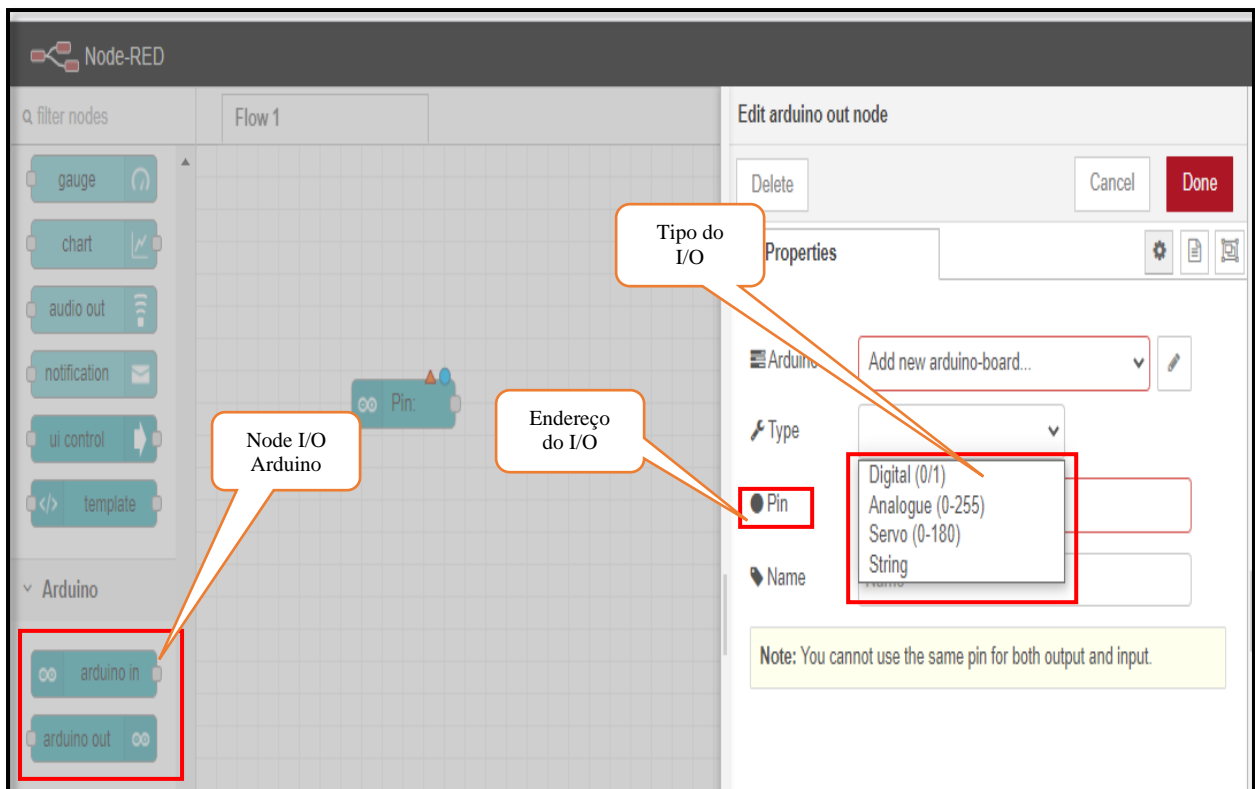 Node-RED
filter nodes
Flow 1
gauge
chart
audio out
notification
ui control
</> template
Arduino
arduino in
arduino out
Pin:
Node I/O
Arduino
Endereço
do I/O
Tipo do
I/O
Edit arduino out node
Delete
Cancel
Done
Properties
Arduino
Add new arduino-board...
Type
Digital (0/1)
Analogue (0-255)
Servo (0-180)
String
Pin
Name
Name
Note: You cannot use the same pin for both output and input.